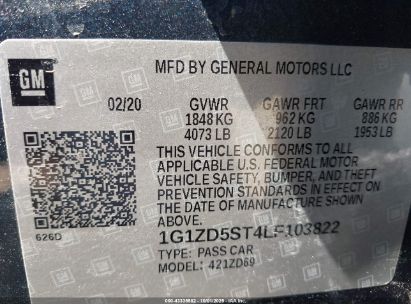 GM
MFD BY GENERAL MOTORS LLC
02/20 GVWR GAWR FRT GAWR RR
1848 KG 962 KG 886 KG
4073 LB 2120 LB 1953 LB
THIS VEHICLE CONFORMS TO ALL
APPLICABLE U.S. FEDERAL MOTOR
VEHICLE SAFETY, BUMPER, AND THEFT
PREVENTION STANDARDS IN EFFECT ON
THE DATE OF MANUFACTURE SHOWN
ABOVE.
626D 1G1ZD5ST4LF103822
TYPE: PASS CAR
MODEL: 421ZD69